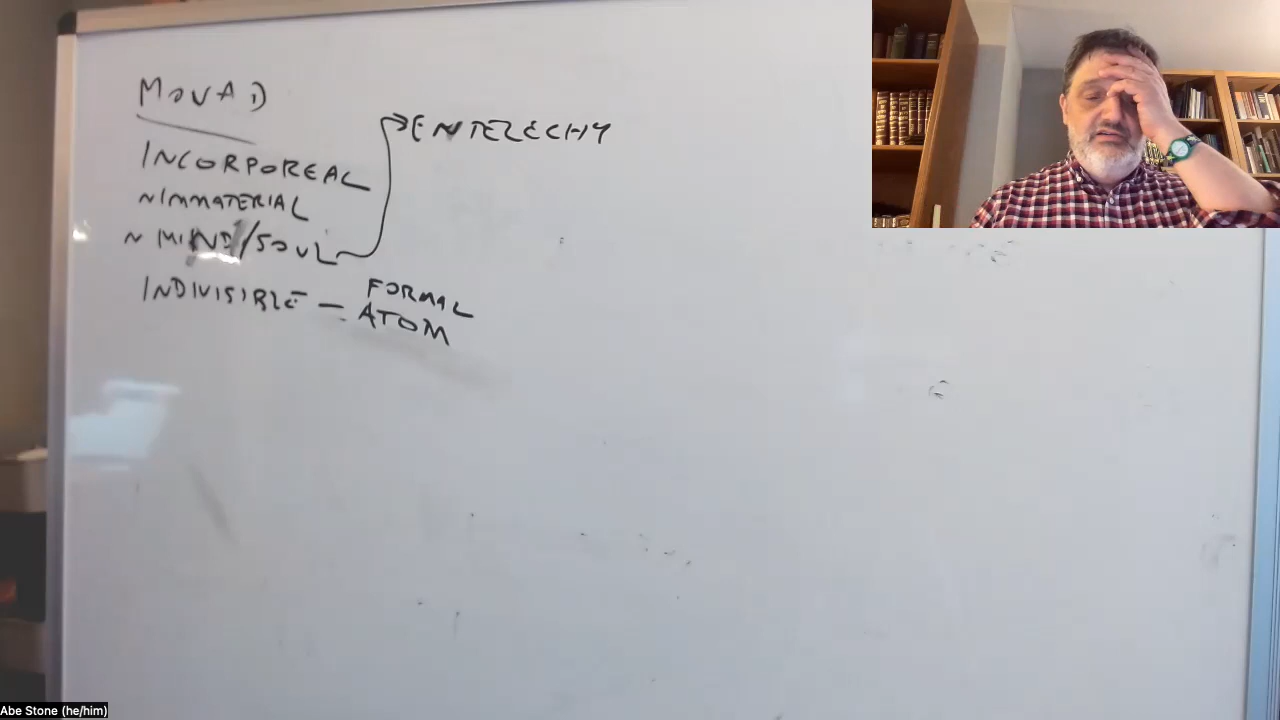 MONAD
INCORPOREAL
~ IMMATERIAL
~ MIND/SOUL → ENTELECHY
INDIVISIBLE — FORMAL ATOM
Abe Stone (he/him)